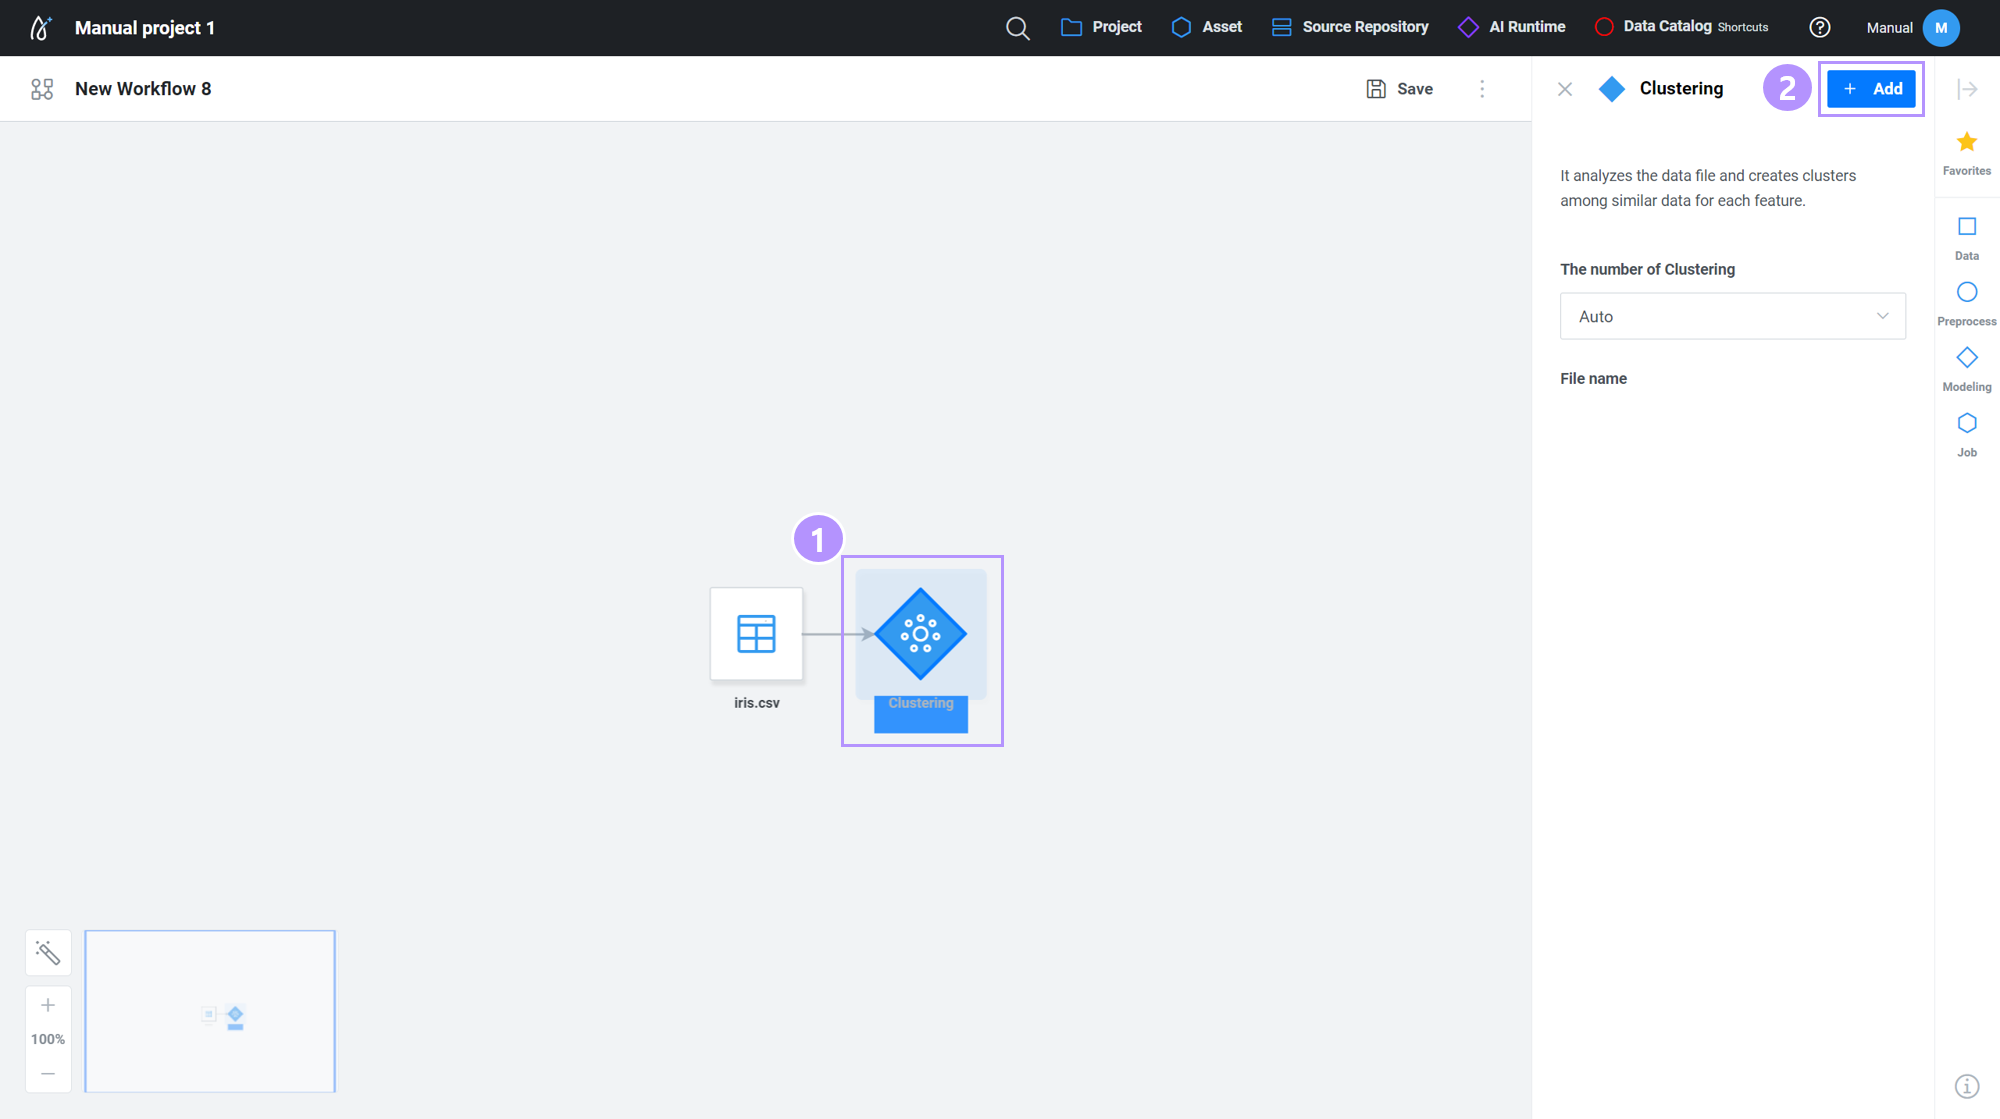 Manual project 1
Project
Asset
Source Repository
AI Runtime
Data Catalog Shortcuts
Manual
M
New Workflow 8
Save
Clustering
2
+ Add
Favorites
It analyzes the data file and creates clusters
among similar data for each feature.
Data
The number of Clustering
Auto
Preprocess
File name
Modeling
Job
1
iris.csv
Clustering
100%